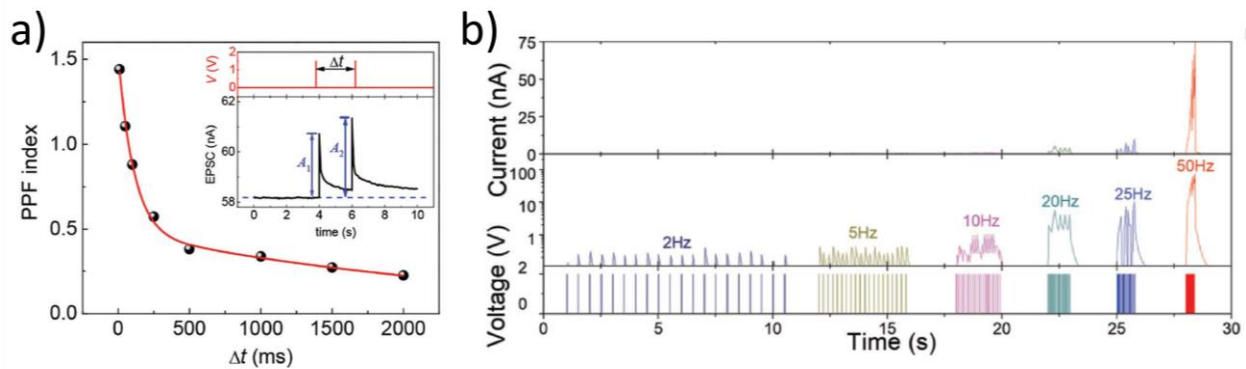 a)
1.5
1.0
0.5
0.0
PPF index
0 500 1000 1500 2000
Δt (ms)
2
1
0
V (V)
Δt
62
60
58
EPSC (nA)
A1
A2
0 2 4 6 8 10
time (s)
b)
75
50
25
0
Current (nA)
100
10
1
2Hz
5Hz
10Hz
20Hz
25Hz
50Hz
2
0
Voltage (V)
0 5 10 15 20 25 30
Time (s)